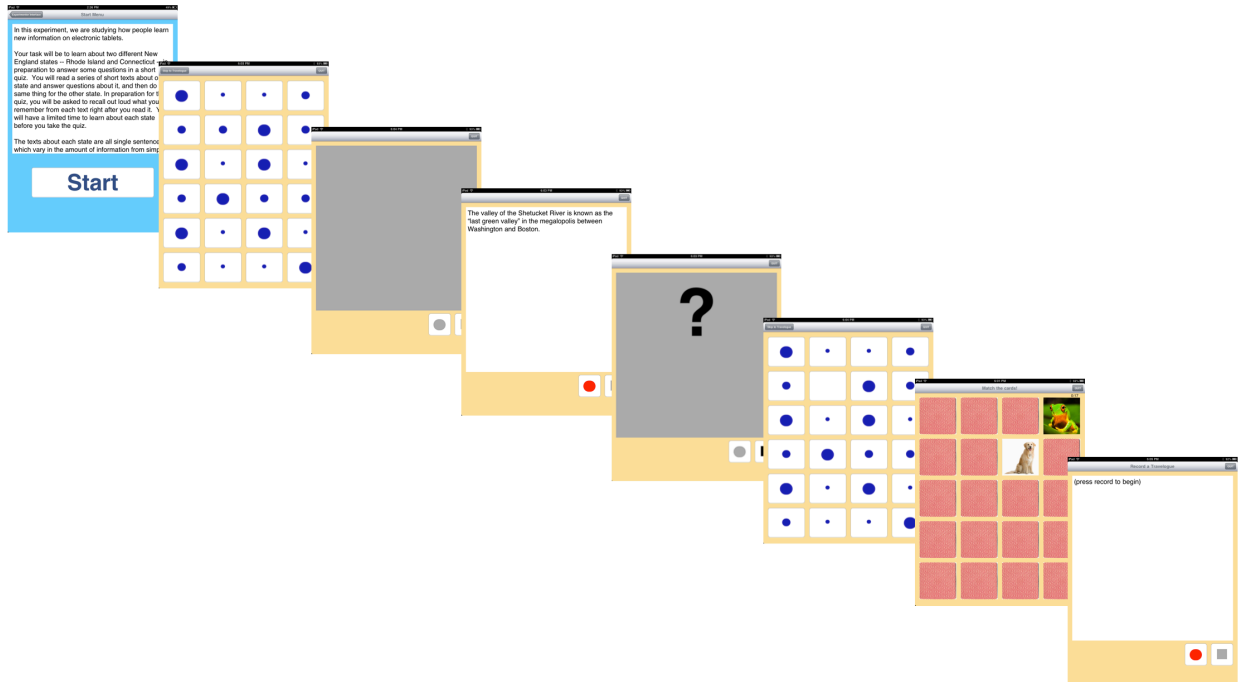 Start Menu
In this experiment, we are studying how people learn
new information on electronic tablets.
Your task will be to learn about two different New
England states -- Rhode Island and Connecticut --
preparation to answer some questions in a short
quiz. You will read a series of short texts about
state and answer questions about it, and then do
same thing for the other state. In preparation for
quiz, you will be asked to recall out loud what you
remember from each text right after you read it.
will have a limited time to learn about each state
before you take the quiz.
The texts about each state are all single sentence
which vary in the amount of information from
Start
The valley of the Shetucket River is known as the
"last green valley" in the megalopolis between
Washington and Boston.
?
Match the cards!
Record a Travelogue
(press record to begin)